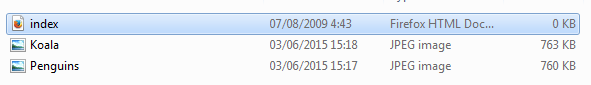 index 07/08/2009 4:43 Firefox HTML Doc... 0 KB
Koala 03/06/2015 15:18 JPEG image 763 KB
Penguins 03/06/2015 15:17 JPEG image 760 KB